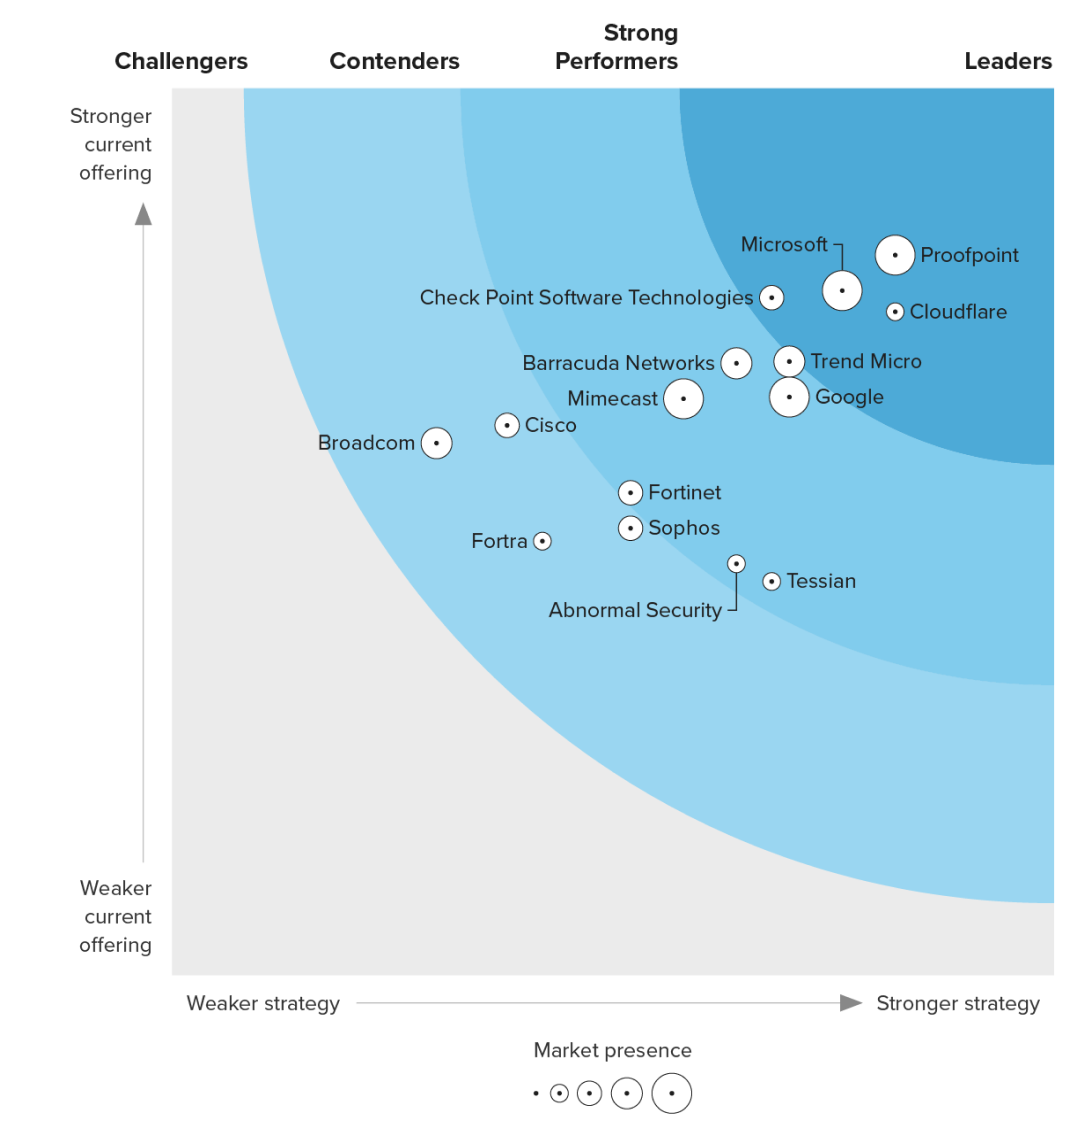 Strong
Challengers
Contenders
Performers
Leaders
Stronger
current
offering
Microsoft
Proofpoint
Check Point Software Technologies
Cloudflare
Barracuda Networks
Trend Micro
Mimecast
Google
Cisco
Broadcom
Fortinet
Sophos
Fortra
Tessian
Abnormal Security
Weaker
current
offering
Weaker strategy
Stronger strategy
Market presence